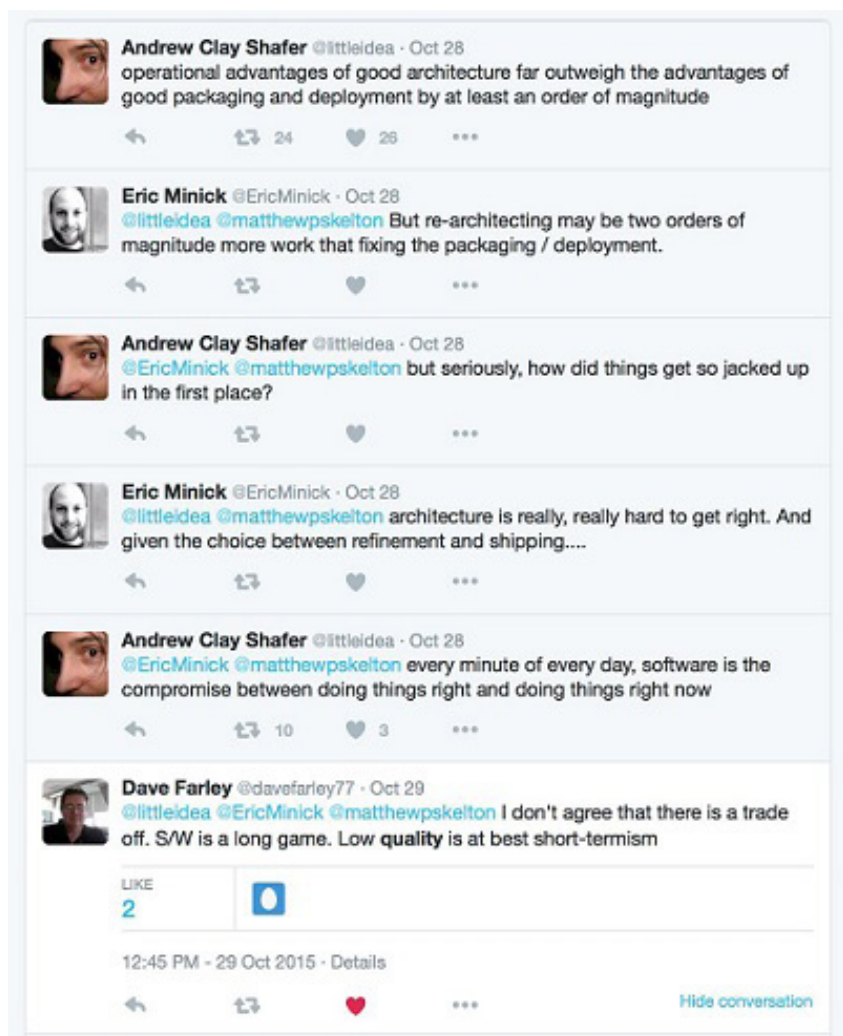 Andrew Clay Shafer @littleidea · Oct 28
operational advantages of good architecture far outweigh the advantages of
good packaging and deployment by at least an order of magnitude
24 26
Eric Minick @EricMinick · Oct 28
@littleidea @matthewpskelton But re-architecting may be two orders of
magnitude more work that fixing the packaging / deployment.
Andrew Clay Shafer @littleidea · Oct 28
@EricMinick @matthewpskelton but seriously, how did things get so jacked up
in the first place?
Eric Minick @EricMinick · Oct 28
@littleidea @matthewpskelton architecture is really, really hard to get right. And
given the choice between refinement and shipping....
Andrew Clay Shafer @littleidea · Oct 28
@EricMinick @matthewpskelton every minute of every day, software is the
compromise between doing things right and doing things right now
10 3
Dave Farley @davefarley77 · Oct 29
@littleidea @EricMinick @matthewpskelton I don't agree that there is a trade
off. S/W is a long game. Low quality is at best short-termism
LIKE
2
12:45 PM - 29 Oct 2015 · Details
Hide conversation